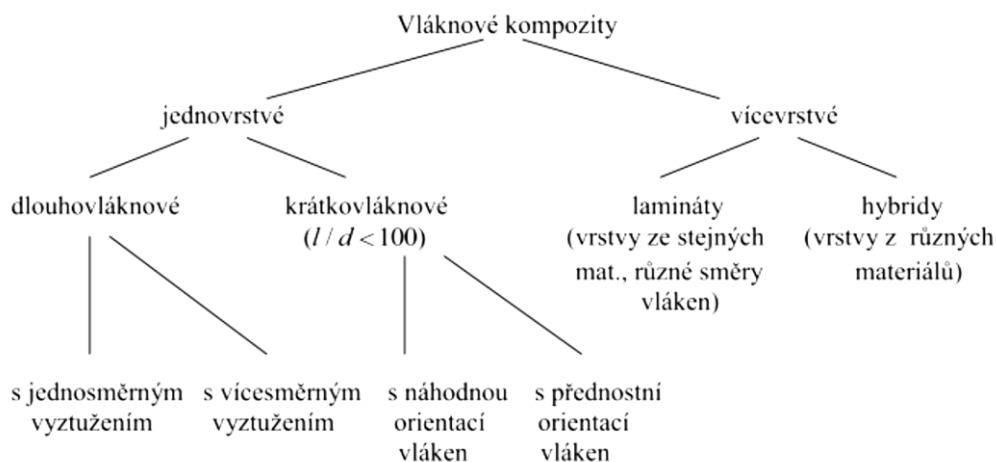 Vláknové kompozity
jednovrstvé
vícevrstvé
dlouhovláknové
krátkovláknové
(l / d < 100)
lamináty
(vrstvy ze stejných
mat., různé směry
vláken)
hybridy
(vrstvy z různých
materiálů)
s jednosměrným
vyztužením
s vícesměrným
vyztužením
s náhodnou
orientací
vláken
s přednostní
orientací
vláken